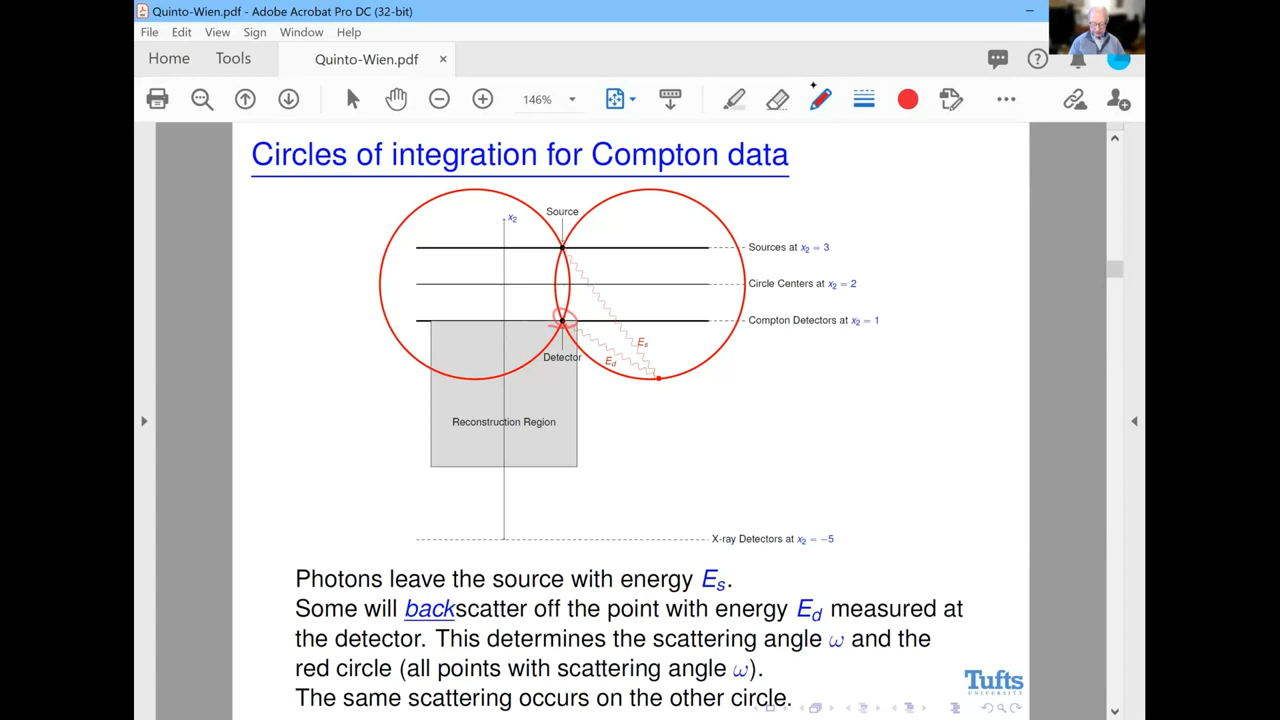 Quinto-Wien.pdf - Adobe Acrobat Pro DC (32-bit)
File Edit View Sign Window Help
Home Tools Quinto-Wien.pdf ×
146%
Circles of integration for Compton data
x₂ Source
Sources at x₂ = 3
Circle Centers at x₂ = 2
Compton Detectors at x₂ = 1
Eₛ
Detector E_d
Reconstruction Region
X-ray Detectors at x₂ = −5
Photons leave the source with energy Eₛ.
Some will backscatter off the point with energy E_d measured at
the detector. This determines the scattering angle ω and the
red circle (all points with scattering angle ω).
Tufts
UNIVERSITY
The same scattering occurs on the other circle.